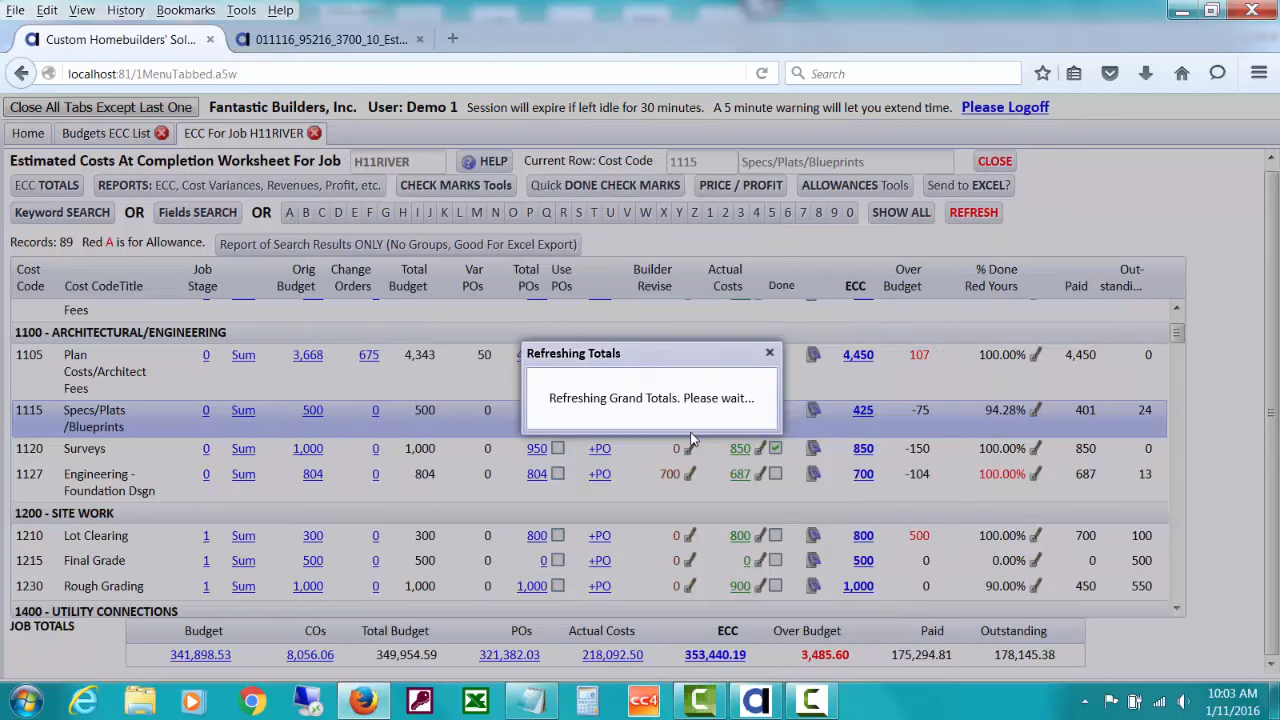 File Edit View History Bookmarks Tools Help
Custom Homebuilders' Sol... × 011116_95216_3700_10_Est... × +
localhost:81/1MenuTabbed.a5w Search
Close All Tabs Except Last One Fantastic Builders, Inc. User: Demo 1 Session will expire if left idle for 30 minutes. A 5 minute warning will let you extend time. Please Logoff
Home Budgets ECC List ECC For Job H11RIVER
Estimated Costs At Completion Worksheet For Job H11RIVER HELP Current Row: Cost Code 1115 Specs/Plats/Blueprints CLOSE
ECC TOTALS REPORTS: ECC, Cost Variances, Revenues, Profit, etc. CHECK MARKS Tools Quick DONE CHECK MARKS PRICE / PROFIT ALLOWANCES Tools Send to EXCEL?
Keyword SEARCH OR Fields SEARCH OR A B C D E F G H I J K L M N O P Q R S T U V W X Y Z 1 2 3 4 5 6 7 8 9 0 SHOW ALL REFRESH
Records: 89 Red A is for Allowance. Report of Search Results ONLY (No Groups, Good For Excel Export)
Cost Job Orig Change Total Var Total Use Builder Actual Over % Done Out-
Code Cost CodeTitle Stage Budget Orders Budget POs POs POs Revise Costs Done ECC Budget Red Yours Paid standi...
Fees
1100 - ARCHITECTURAL/ENGINEERING
1105 Plan 0 Sum 3,668 675 4,343 50 4,450 107 100.00% 4,450 0
Costs/Architect
Fees
1115 Specs/Plats 0 Sum 500 0 500 0 425 -75 94.28% 401 24
/Blueprints
1120 Surveys 0 Sum 1,000 0 1,000 0 950 +PO 0 850 850 -150 100.00% 850 0
1127 Engineering - 0 Sum 804 0 804 0 804 +PO 700 687 700 -104 100.00% 687 13
Foundation Dsgn
1200 - SITE WORK
1210 Lot Clearing 1 Sum 300 0 300 0 800 +PO 0 800 800 500 100.00% 700 100
1215 Final Grade 1 Sum 500 0 500 0 0 +PO 0 0 500 0 0.00% 0 500
1230 Rough Grading 1 Sum 1,000 0 1,000 0 1,000 +PO 0 900 1,000 0 90.00% 450 550
1400 - UTILITY CONNECTIONS
Refreshing Totals
Refreshing Grand Totals. Please wait...
JOB TOTALS Budget COs Total Budget POs Actual Costs ECC Over Budget Paid Outstanding
341,898.53 8,056.06 349,954.59 321,382.03 218,092.50 353,440.19 3,485.60 175,294.81 178,145.38
CC4
10:03 AM
1/11/2016